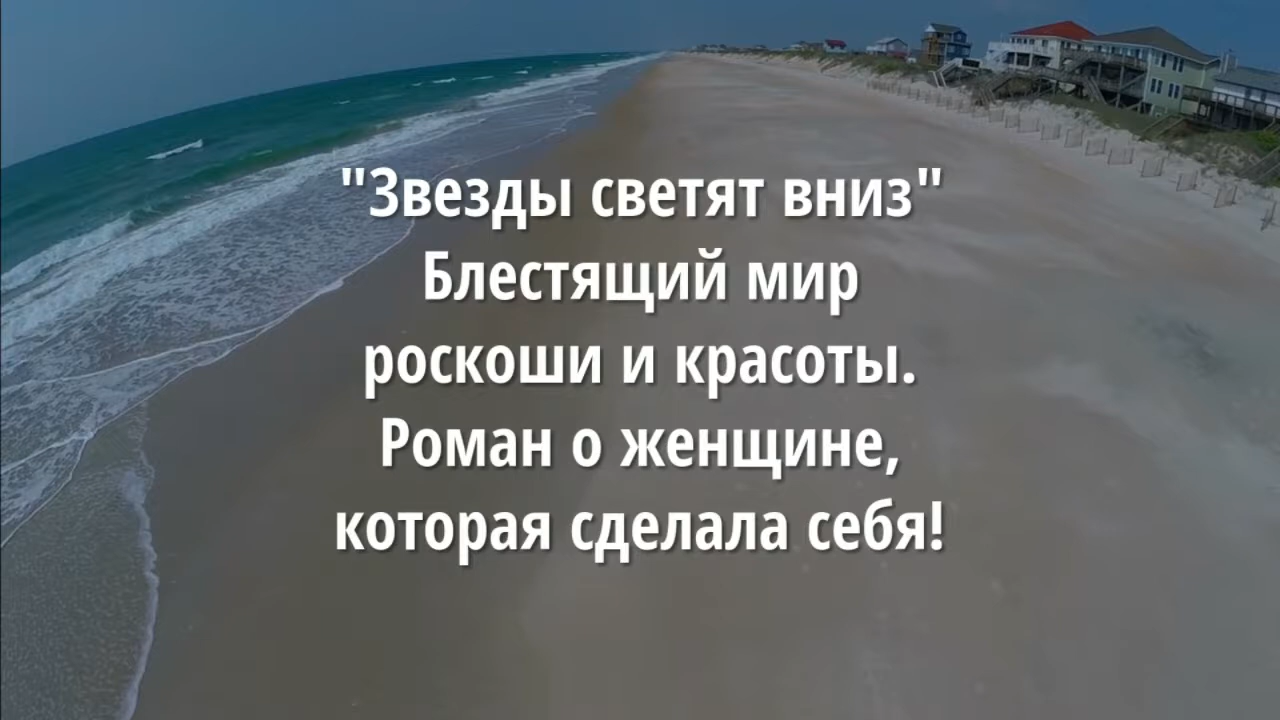 "Звезды светят вниз"
Блестящий мир
роскоши и красоты.
Роман о женщине,
которая сделала себя!